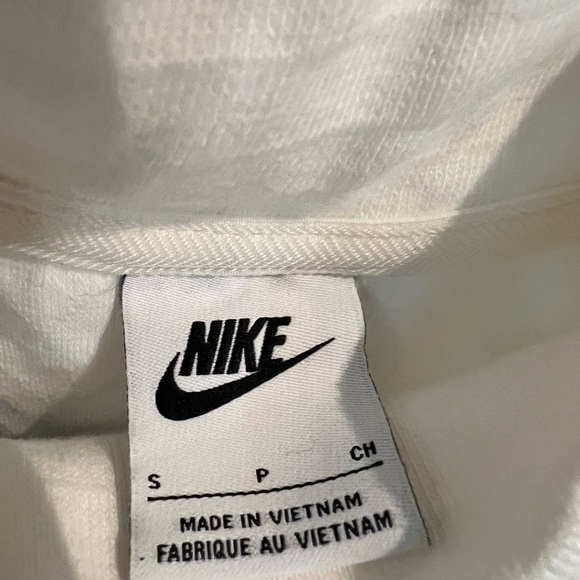 NIKE
S P CH
MADE IN VIETNAM
FABRIQUE AU VIETNAM